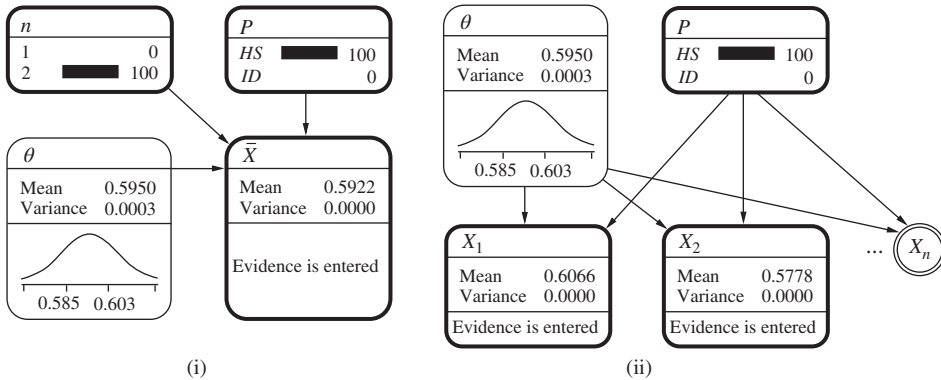 n
1 0
2 100
P
HS 100
ID 0
θ
Mean 0.5950
Variance 0.0003
0.585 0.603
X̄
Mean 0.5922
Variance 0.0000
Evidence is entered
(i)
θ
Mean 0.5950
Variance 0.0003
0.585 0.603
P
HS 100
ID 0
X₁
Mean 0.6066
Variance 0.0000
Evidence is entered
X₂
Mean 0.5778
Variance 0.0000
Evidence is entered
... Xₙ
(ii)